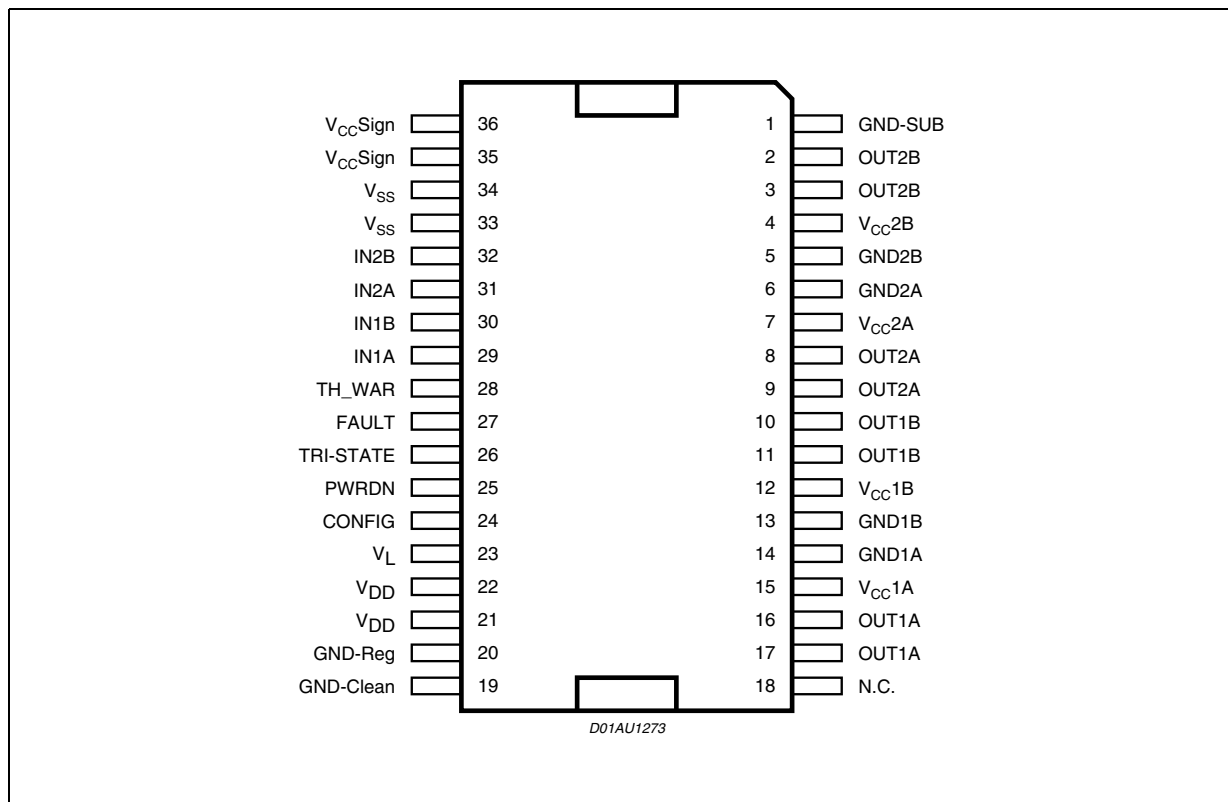 VCCSign 36 1 GND-SUB
VCCSign 35 2 OUT2B
VSS 34 3 OUT2B
VSS 33 4 VCC2B
IN2B 32 5 GND2B
IN2A 31 6 GND2A
IN1B 30 7 VCC2A
IN1A 29 8 OUT2A
TH_WAR 28 9 OUT2A
FAULT 27 10 OUT1B
TRI-STATE 26 11 OUT1B
PWRDN 25 12 VCC1B
CONFIG 24 13 GND1B
VL 23 14 GND1A
VDD 22 15 VCC1A
VDD 21 16 OUT1A
GND-Reg 20 17 OUT1A
GND-Clean 19 18 N.C.
D01AU1273